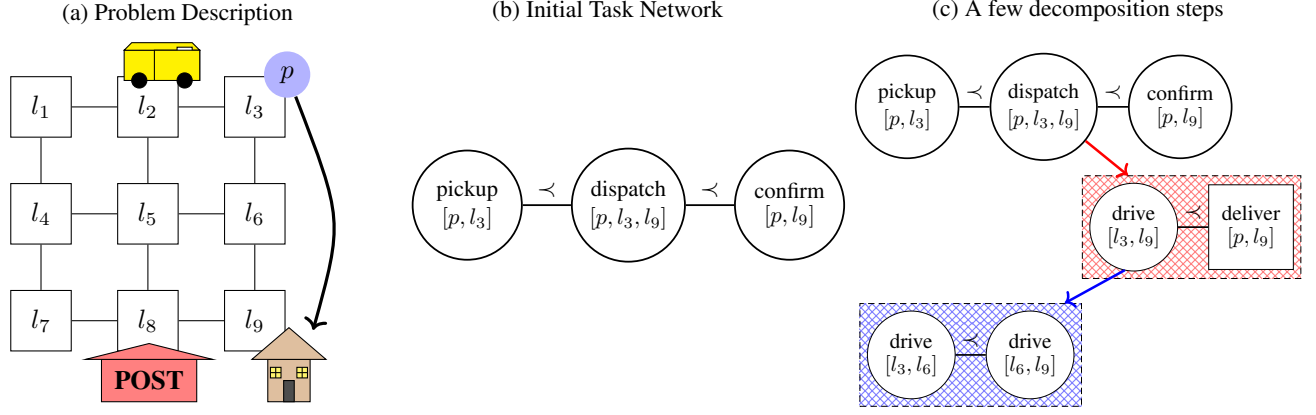 (a) Problem Description
p
l₁
l₂
l₃
l₄
l₅
l₆
l₇
l₈
l₉
POST
(b) Initial Task Network
pickup
[p, l₃]
≺
dispatch
[p, l₃, l₉]
≺
confirm
[p, l₉]
(c) A few decomposition steps
pickup
[p, l₃]
≺
dispatch
[p, l₃, l₉]
≺
confirm
[p, l₉]
drive
[l₃, l₉]
≺
deliver
[p, l₉]
drive
[l₃, l₆]
≺
drive
[l₆, l₉]